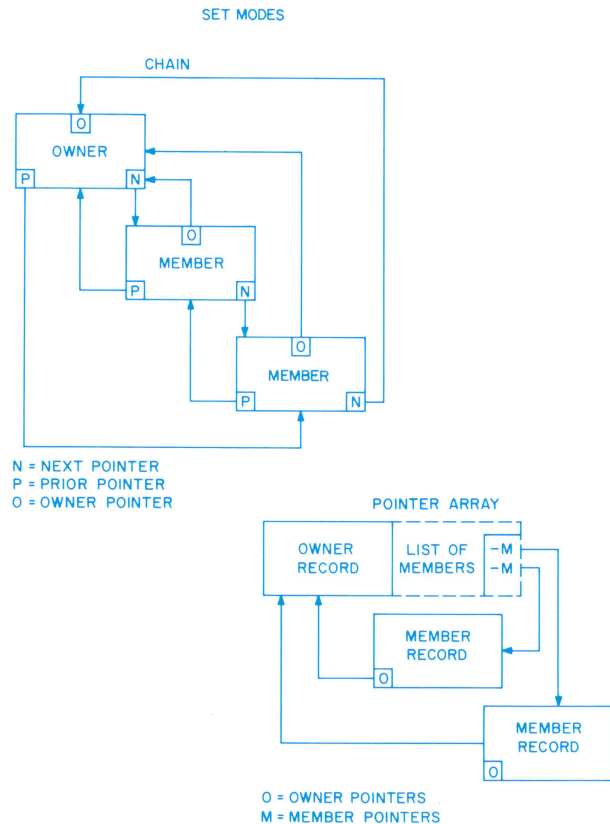 SET MODES
CHAIN
O
OWNER
P
N
O
MEMBER
P
N
O
MEMBER
P
N
N = NEXT POINTER
P = PRIOR POINTER
O = OWNER POINTER
POINTER ARRAY
OWNER
RECORD
LIST OF
MEMBERS
-M
-M
MEMBER
RECORD
O
MEMBER
RECORD
O
O = OWNER POINTERS
M = MEMBER POINTERS